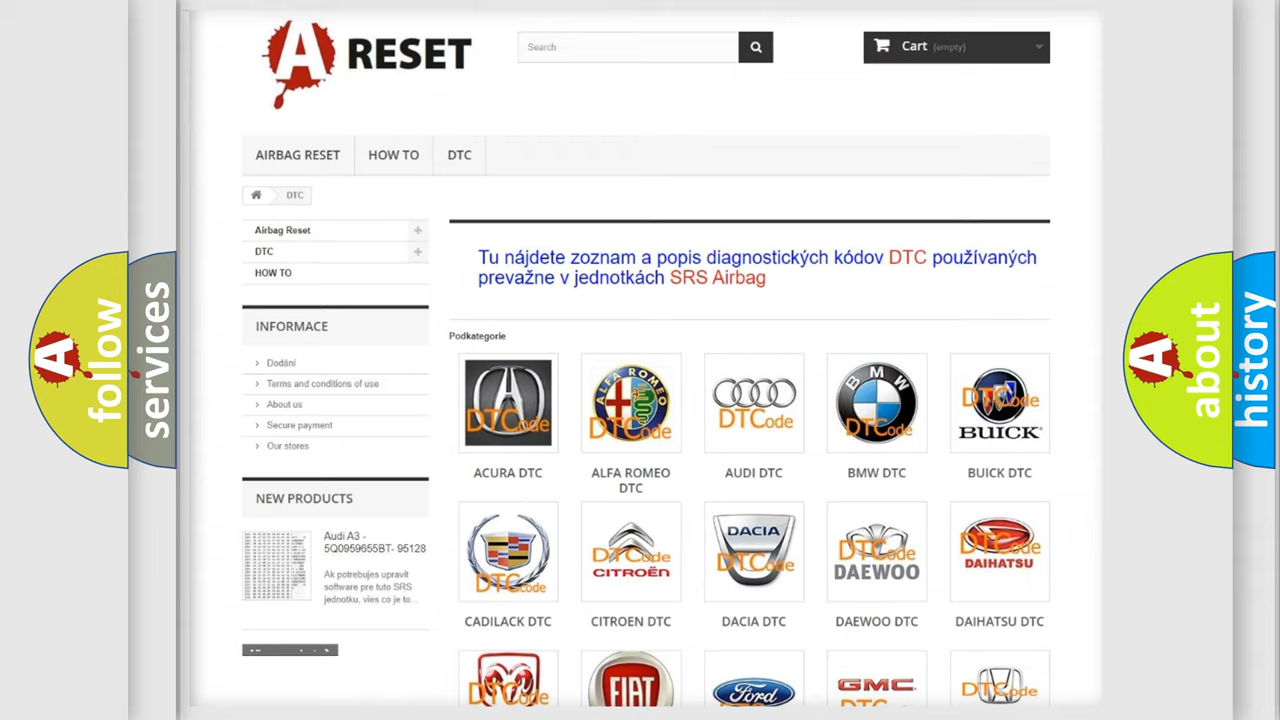 A RESET
Search
Cart (empty)
AIRBAG RESET
HOW TO
DTC
DTC
Airbag Reset
DTC
HOW TO
Tu nájdete zoznam a popis diagnostických kódov DTC používaných
prevažne v jednotkách SRS Airbag
INFORMACE
Dodání
Terms and conditions of use
About us
Secure payment
Our stores
Podkategorie
DTCode
ALFA ROMEO
DTCode
DTCode
BMW
DTCode
DTCode
BUICK
ACURA DTC
ALFA ROMEO
DTC
AUDI DTC
BMW DTC
BUICK DTC
NEW PRODUCTS
Audi A3 -
5Q0959655BT- 95128
Ak potrebujes upravit
software pre tuto SRS
jednotku, vies co je to...
DTCode
DTCode
CITROËN
DACIA
DTCode
DTCode
DAEWOO
DTCode
DAIHATSU
CADILACK DTC
CITROEN DTC
DACIA DTC
DAEWOO DTC
DAIHATSU DTC
DTCode
FIAT
Ford
GMC
DTCode
A follow
services
A about
history